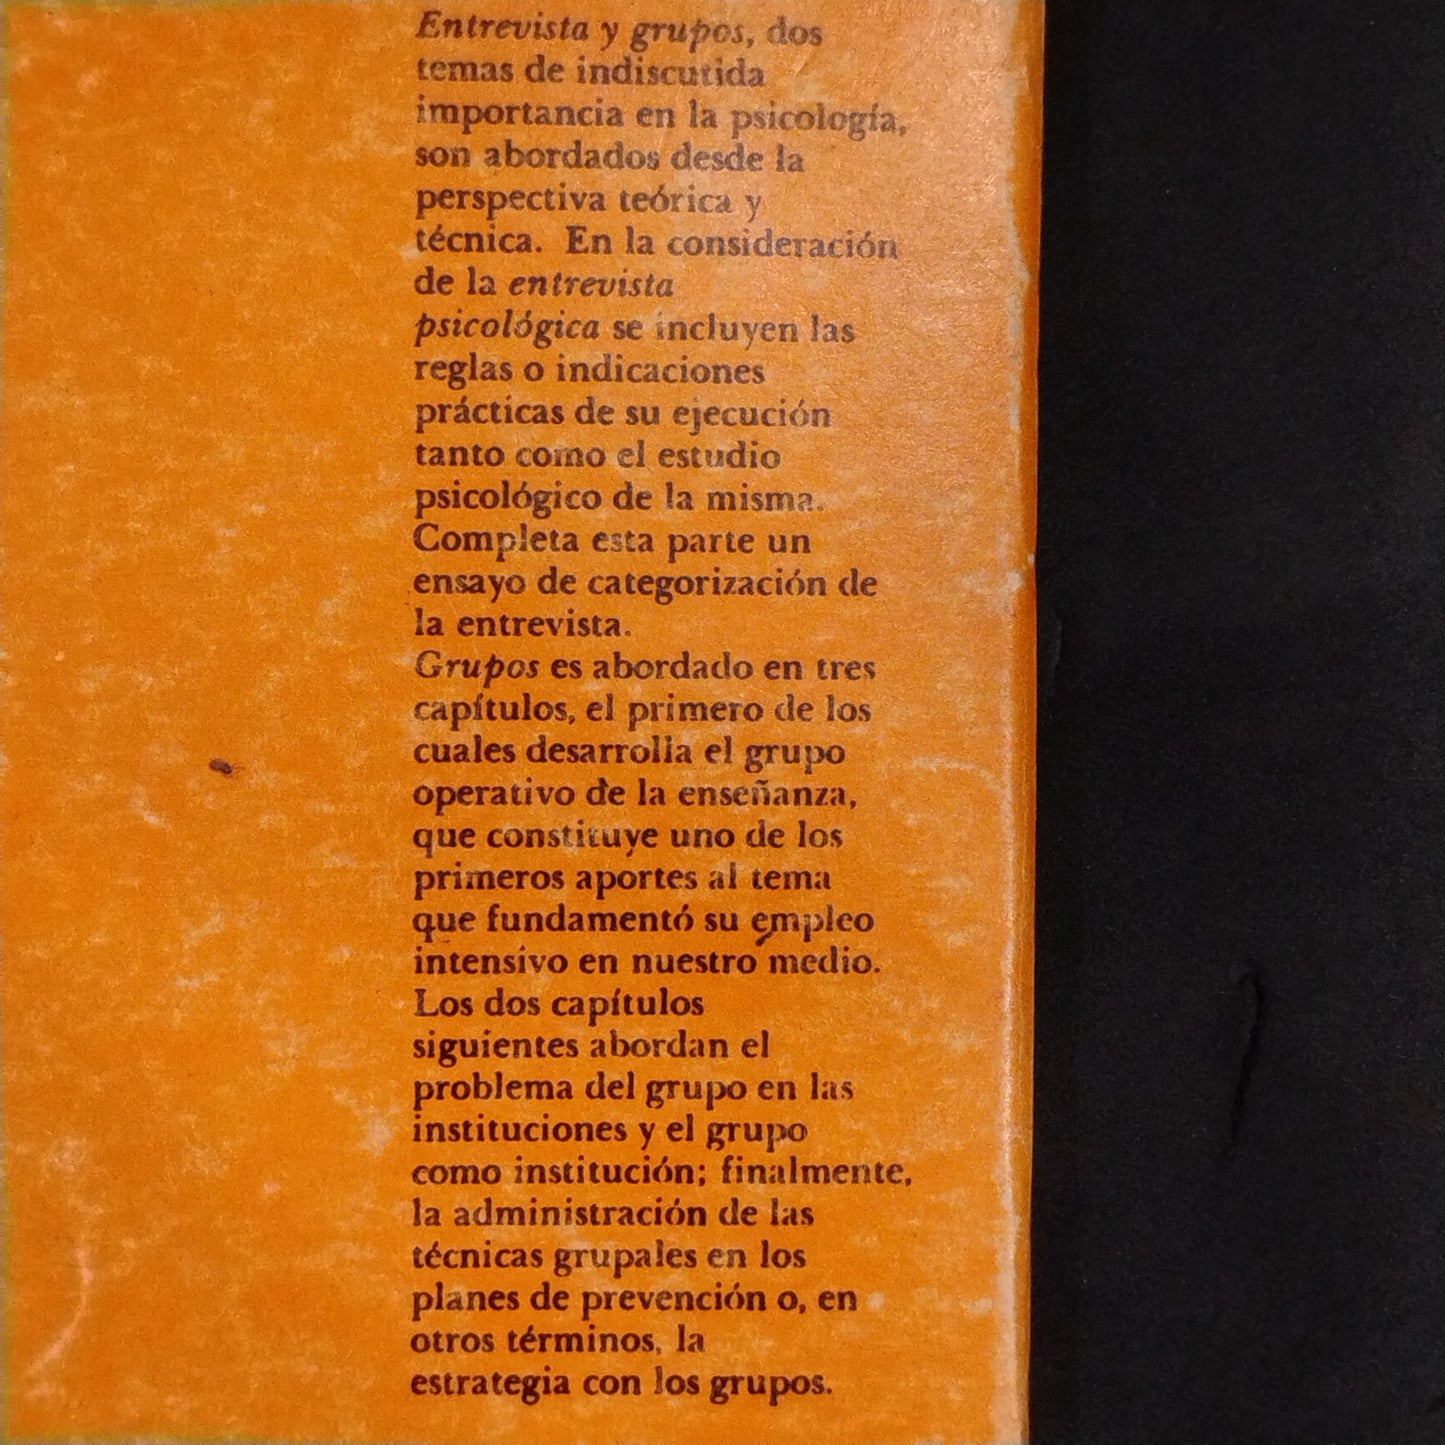 Entrevista y grupos, dos
temas de indiscutida
importancia en la psicología,
son abordados desde la
perspectiva teórica y
técnica. En la consideración
de la entrevista
psicológica se incluyen las
reglas o indicaciones
prácticas de su ejecución
tanto como el estudio
psicológico de la misma.
Completa esta parte un
ensayo de categorización de
la entrevista.
Grupos es abordado en tres
capítulos, el primero de los
cuales desarrolla el grupo
operativo de la enseñanza,
que constituye uno de los
primeros aportes al tema
que fundamentó su empleo
intensivo en nuestro medio.
Los dos capítulos
siguientes abordan el
problema del grupo en las
instituciones y el grupo
como institución; finalmente,
la administración de las
técnicas grupales en los
planes de prevención o, en
otros términos, la
estrategia con los grupos.